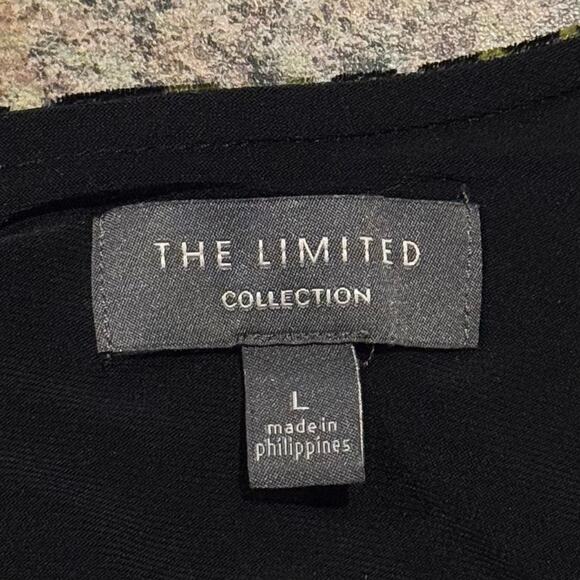 THE LIMITED
COLLECTION
L
made in
philippines